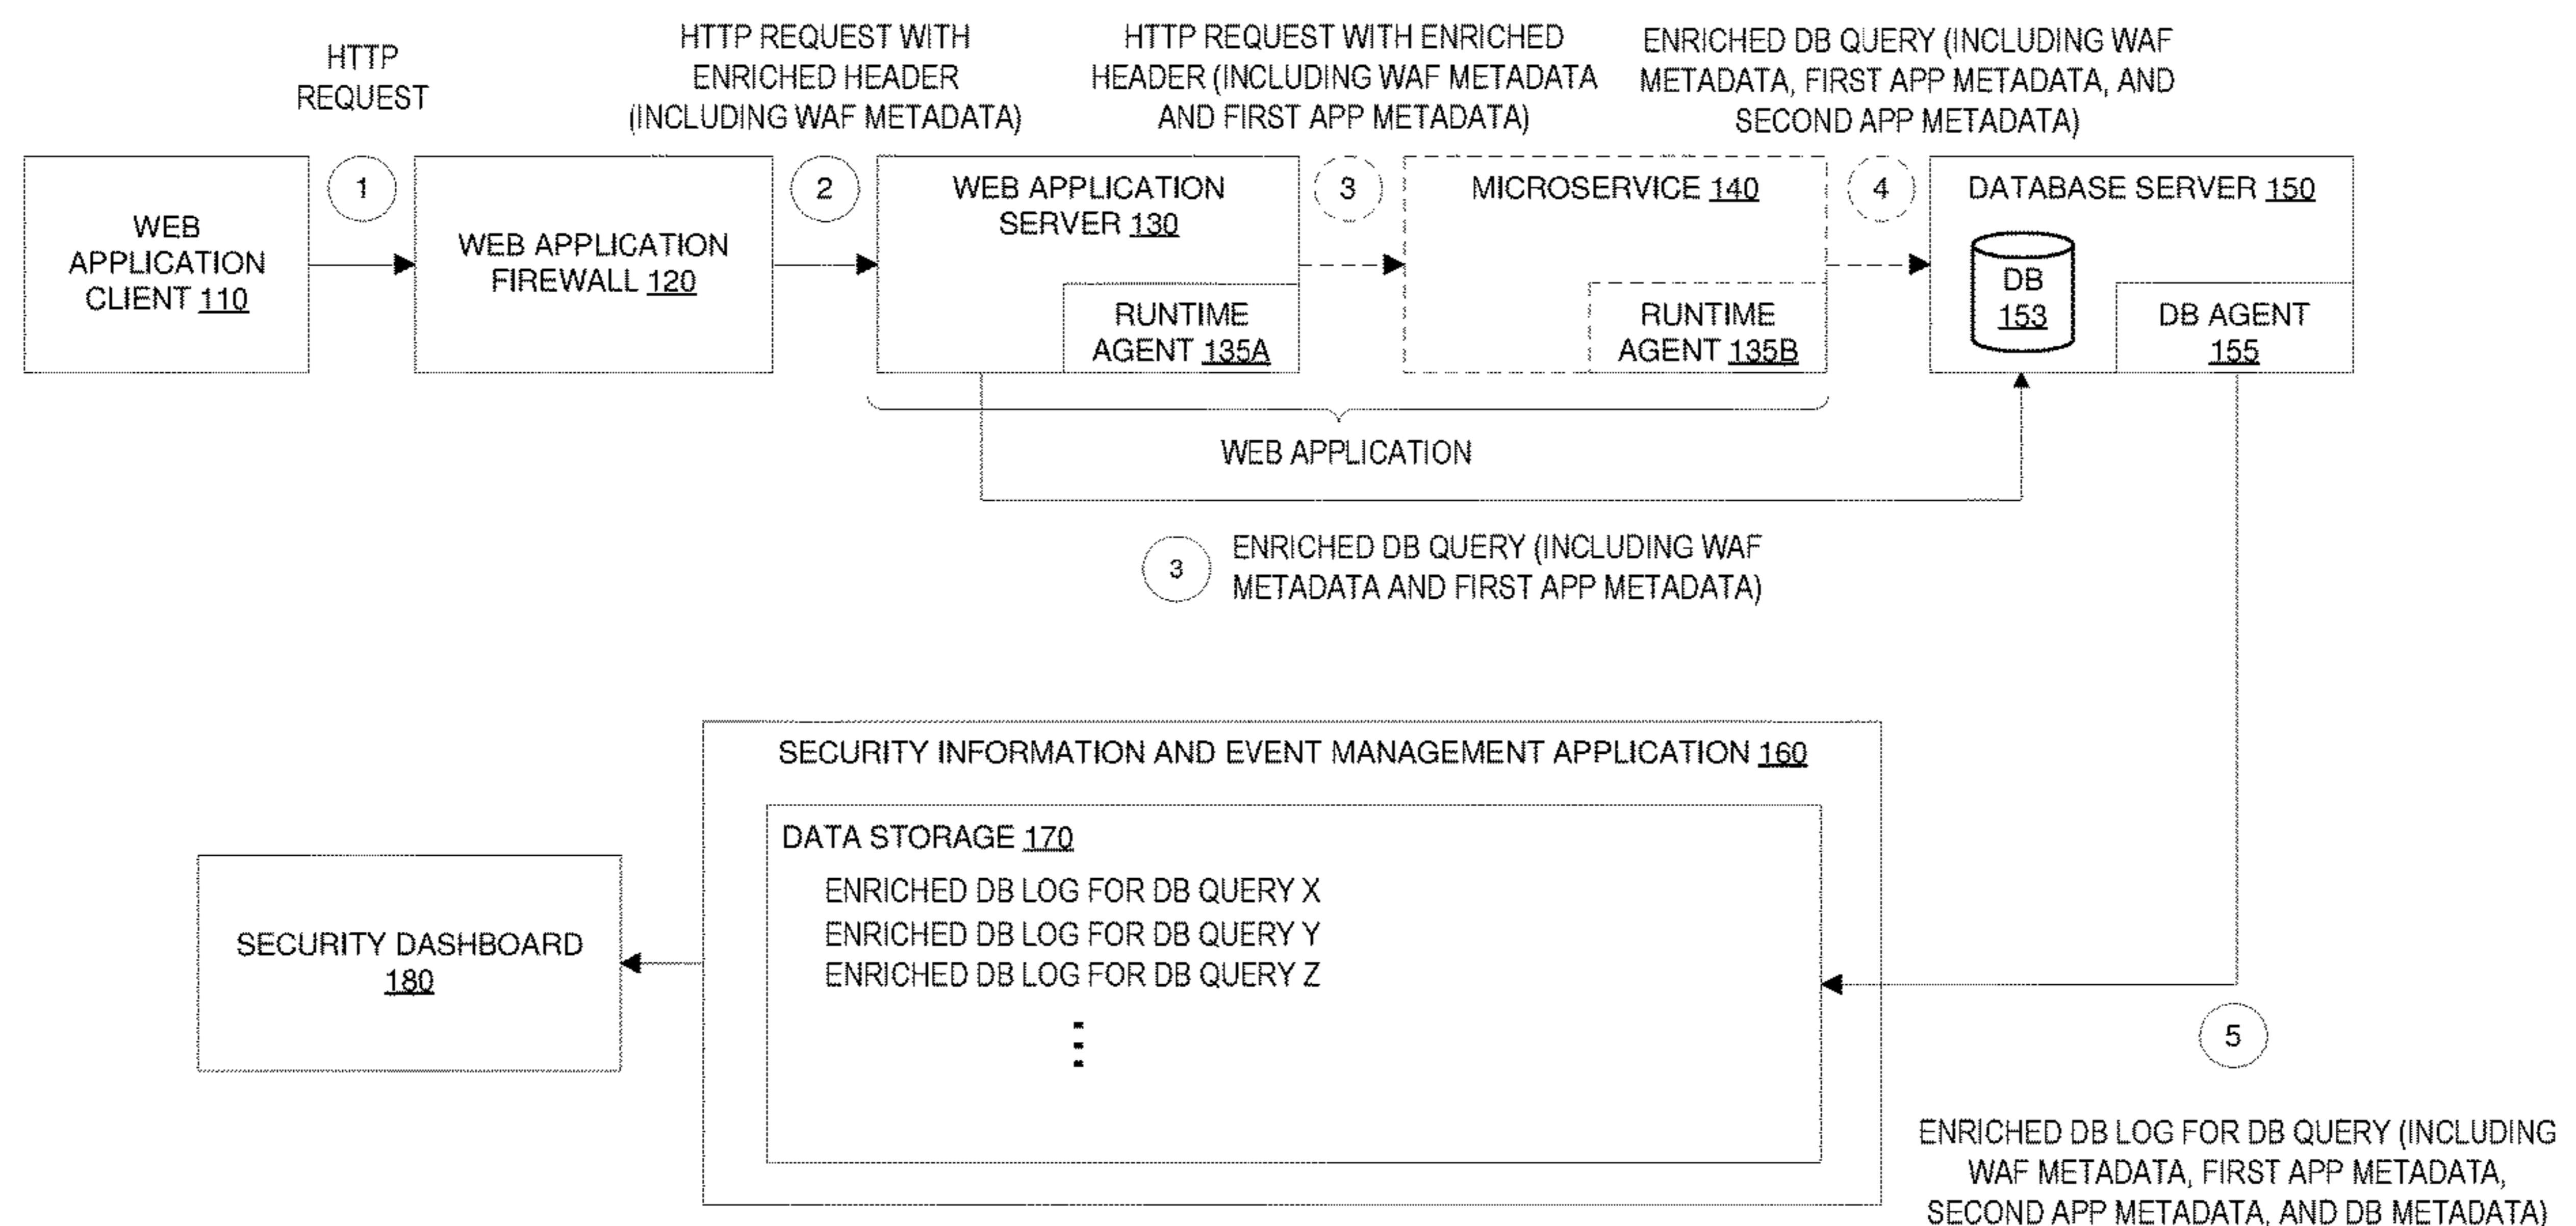 HTTP
REQUEST
HTTP REQUEST WITH
ENRICHED HEADER
(INCLUDING WAF METADATA)
HTTP REQUEST WITH ENRICHED
HEADER (INCLUDING WAF METADATA
AND FIRST APP METADATA)
ENRICHED DB QUERY (INCLUDING WAF
METADATA, FIRST APP METADATA, AND
SECOND APP METADATA)
WEB
APPLICATION
CLIENT 110
1
WEB APPLICATION
FIREWALL 120
2
WEB APPLICATION
SERVER 130
RUNTIME
AGENT 135A
3
MICROSERVICE 140
RUNTIME
AGENT 135B
4
DATABASE SERVER 150
DB
153
DB AGENT
155
WEB APPLICATION
3
ENRICHED DB QUERY (INCLUDING WAF
METADATA AND FIRST APP METADATA)
SECURITY INFORMATION AND EVENT MANAGEMENT APPLICATION 160
DATA STORAGE 170
ENRICHED DB LOG FOR DB QUERY X
ENRICHED DB LOG FOR DB QUERY Y
ENRICHED DB LOG FOR DB QUERY Z
SECURITY DASHBOARD
180
5
ENRICHED DB LOG FOR DB QUERY (INCLUDING
WAF METADATA, FIRST APP METADATA,
SECOND APP METADATA, AND DB METADATA)